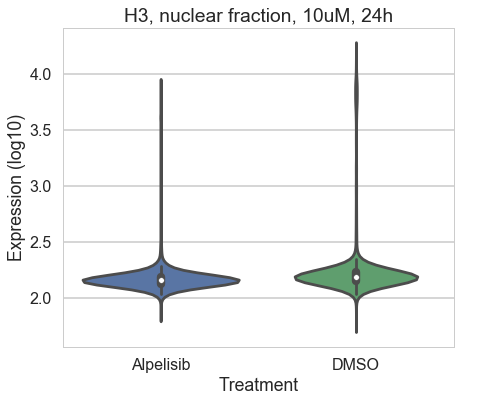 H3, nuclear fraction, 10uM, 24h
Expression (log10)
4.0
3.5
3.0
2.5
2.0
Alpelisib DMSO
Treatment